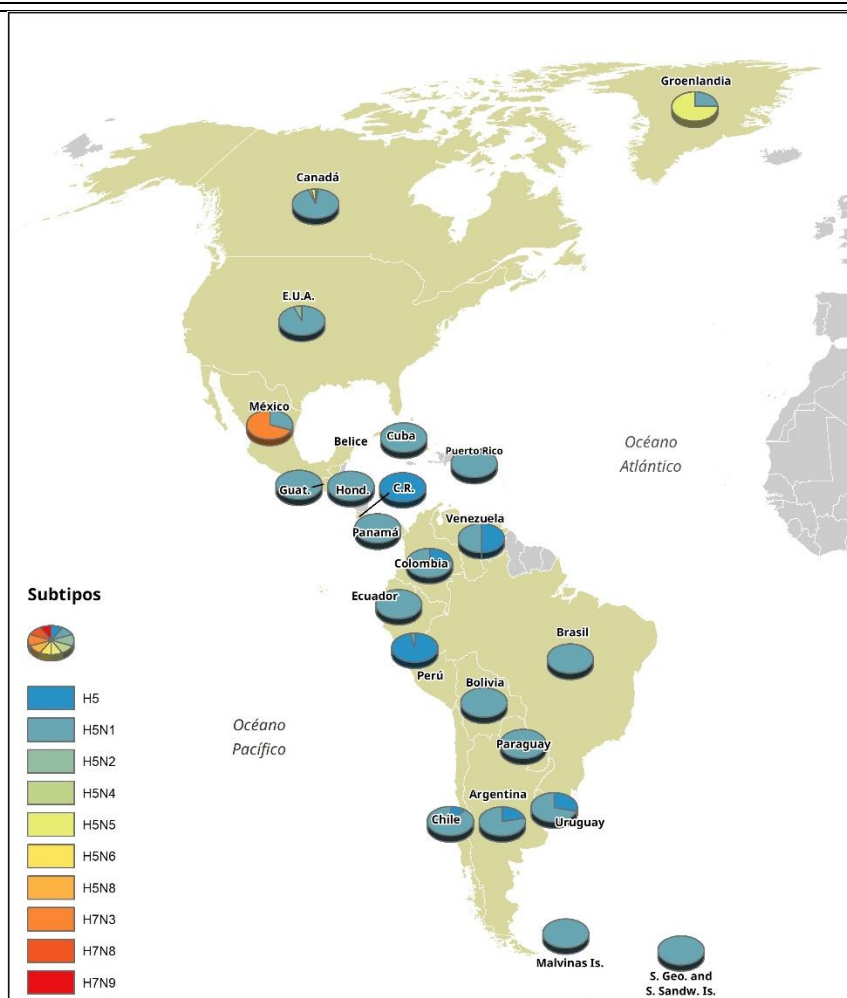 Groenlandia
Canadá
E.U.A.
México
Belice
Cuba
Puerto Rico
Océano
Atlántico
Guat.
Hond.
C.R.
Panamá
Venezuela
Colombia
Ecuador
Perú
Brasil
Bolivia
Paraguay
Océano
Pacífico
Argentina
Chile
Uruguay
Malvinas Is.
S. Geo. and
S. Sandw. Is.
Subtipos
H5
H5N1
H5N2
H5N4
H5N5
H5N6
H5N8
H7N3
H7N8
H7N9